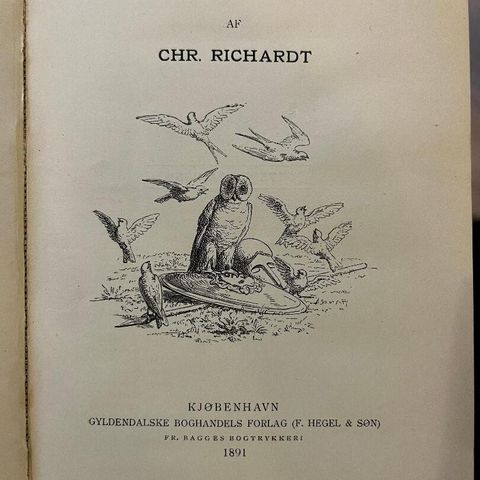 AF
CHR. RICHARDT
KJØBENHAVN
GYLDENDALSKE BOGHANDELS FORLAG (F. HEGEL & SØN)
FR. BAGGES BOGTRYKKERI
1891